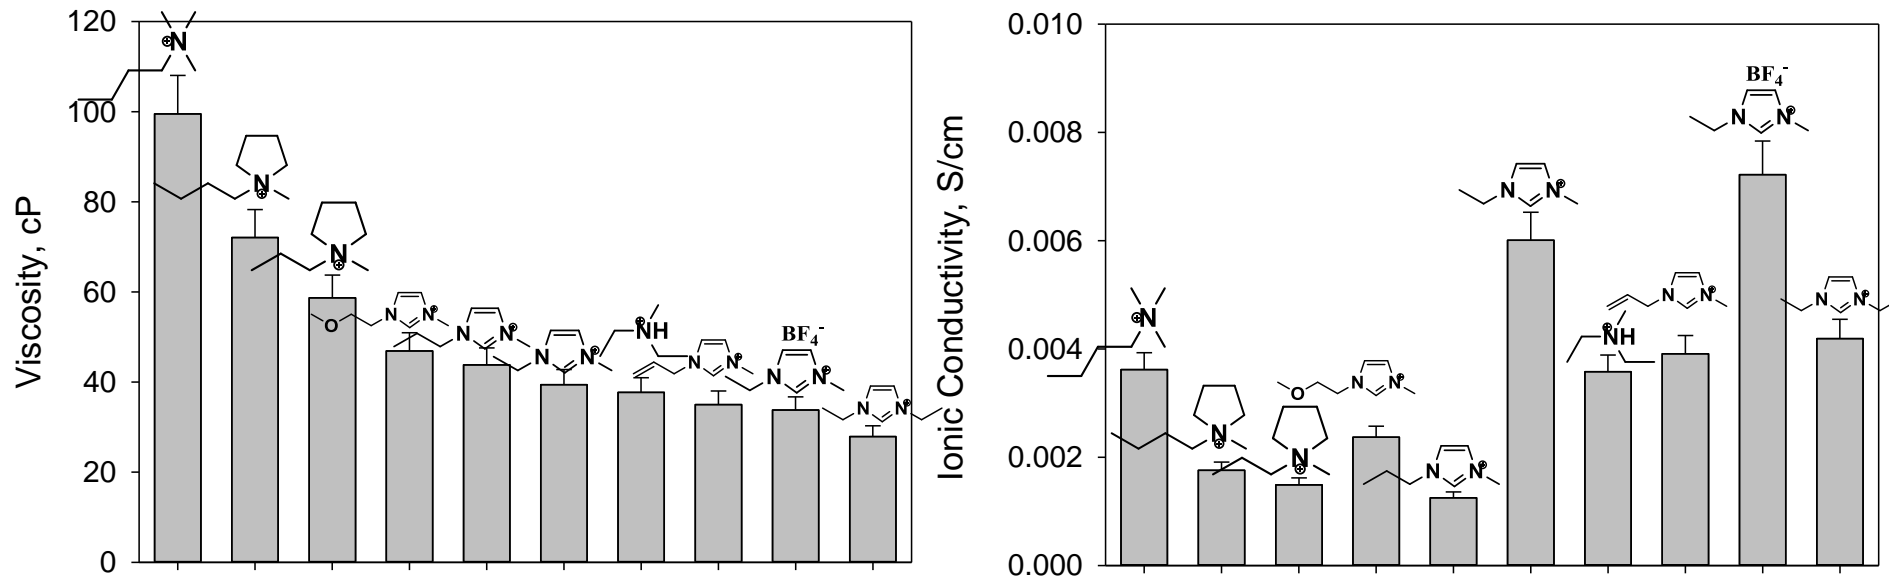 120
100
80
60
40
20
0
Viscosity, cP
⊕N
N
⊕
N
⊕
O
N
N⊕
N
N⊕
N
N⊕
⊕
NH
N
N⊕
BF4-
N
N⊕
N
N⊕
0.010
0.008
0.006
0.004
0.002
0.000
Ionic Conductivity, S/cm
⊕N
N
⊕
N
⊕
O
N
N⊕
N
N⊕
N
N⊕
⊕
NH
N
N⊕
BF4-
N
N⊕
N
N⊕